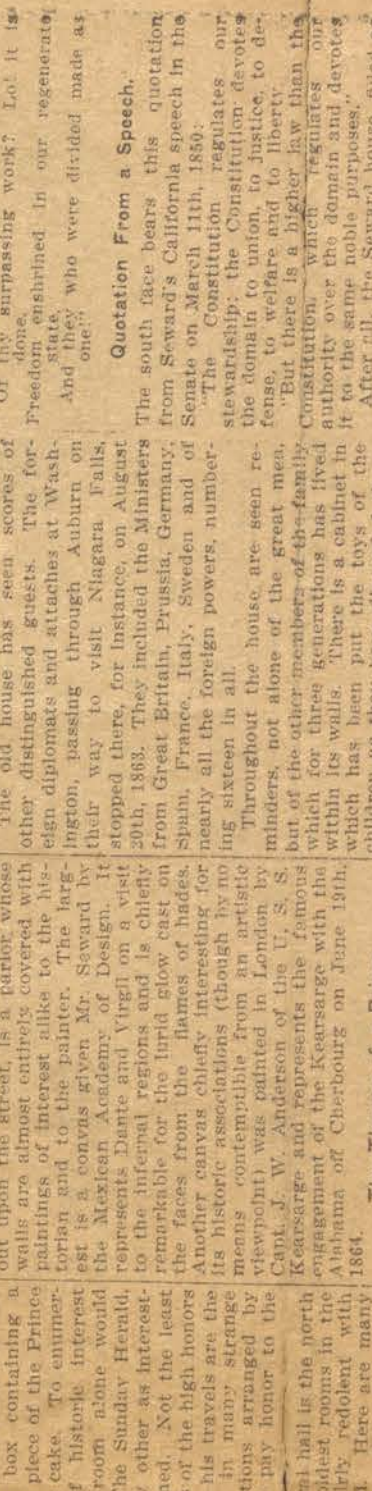 box containing a
piece of the Prince
cake. To enumer-
f historic interest
room alone would
he Sunday Herald.
other as interest-
ned. Not the least
of the high honors
his travels are the
in many strange
tions arranged by
pay honor to the
al hall is the north
oldest rooms in the
rly redolent with
Here are many
out upon the street, is a parlor whose
walls are almost entirely covered with
paintings of interest alike to the his-
torian and to the painter. The larg-
est is a convas given Mr. Seward by
the Mexican Academy of Design. It
represents Dante and Virgil on a visit
to the infernal regions and is chiefly
remarkable for the lurid glow cast on
the faces from the flames of hades.
Another canvas chiefly interesting for
its historic associations (though by no
means contemptible from an artistic
viewpoint) was painted in London by
Capt. J. W. Anderson of the U. S. S.
Kearsarge and represents the famous
engagement of the Kearsarge with the
Alabama off Cherbourg on June 19th,
1864.
The old house has seen scores of
other distinguished guests. The for-
eign diplomats and attaches at Wash-
ington, passing through Auburn on
their way to visit Niagara Falls,
stopped there, for instance, on August
20th, 1863. They included the Ministers
from Great Britain, Prussia, Germany,
Spain, France, Italy, Sweden and of
nearly all the foreign powers, number-
ing sixteen in all.
Throughout the house are seen re-
minders, not alone of the great men,
but of the other members of the family
which for three generations has lived
within its walls. There is a cabinet in
which has been put the toys of the
children
Of thy surpassing work? Lo! it is
done.
Freedom enshrined in our regenerate
state,
And they who were divided made as
one!"
Quotation From a Speech.
The south face bears this quotation
from Seward's California speech in the
Senate on March 11th, 1850:
"The Constitution regulates our
stewardship; the Constitution devotes
the domain to union, to justice, to de-
fense, to welfare and to liberty.
"But there is a higher law than the
Constitution, which regulates our
authority over the domain and devotes
it to the same noble purposes."
After all, the Seward house